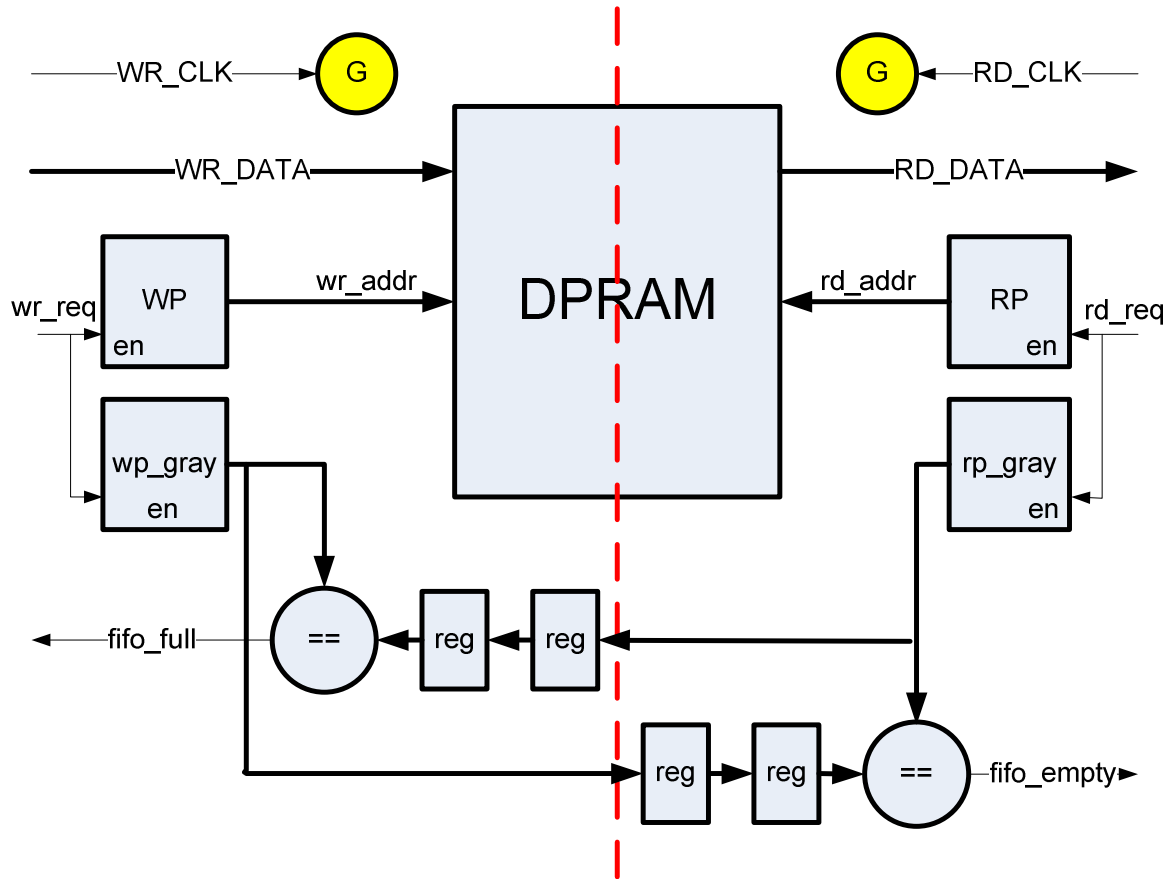 WR_CLK
G
G
RD_CLK
WR_DATA
RD_DATA
wr_req
WP
en
wr_addr
DPRAM
rd_addr
RP
en
rd_req
wp_gray
en
rp_gray
en
fifo_full
==
reg
reg
reg
reg
==
fifo_empty